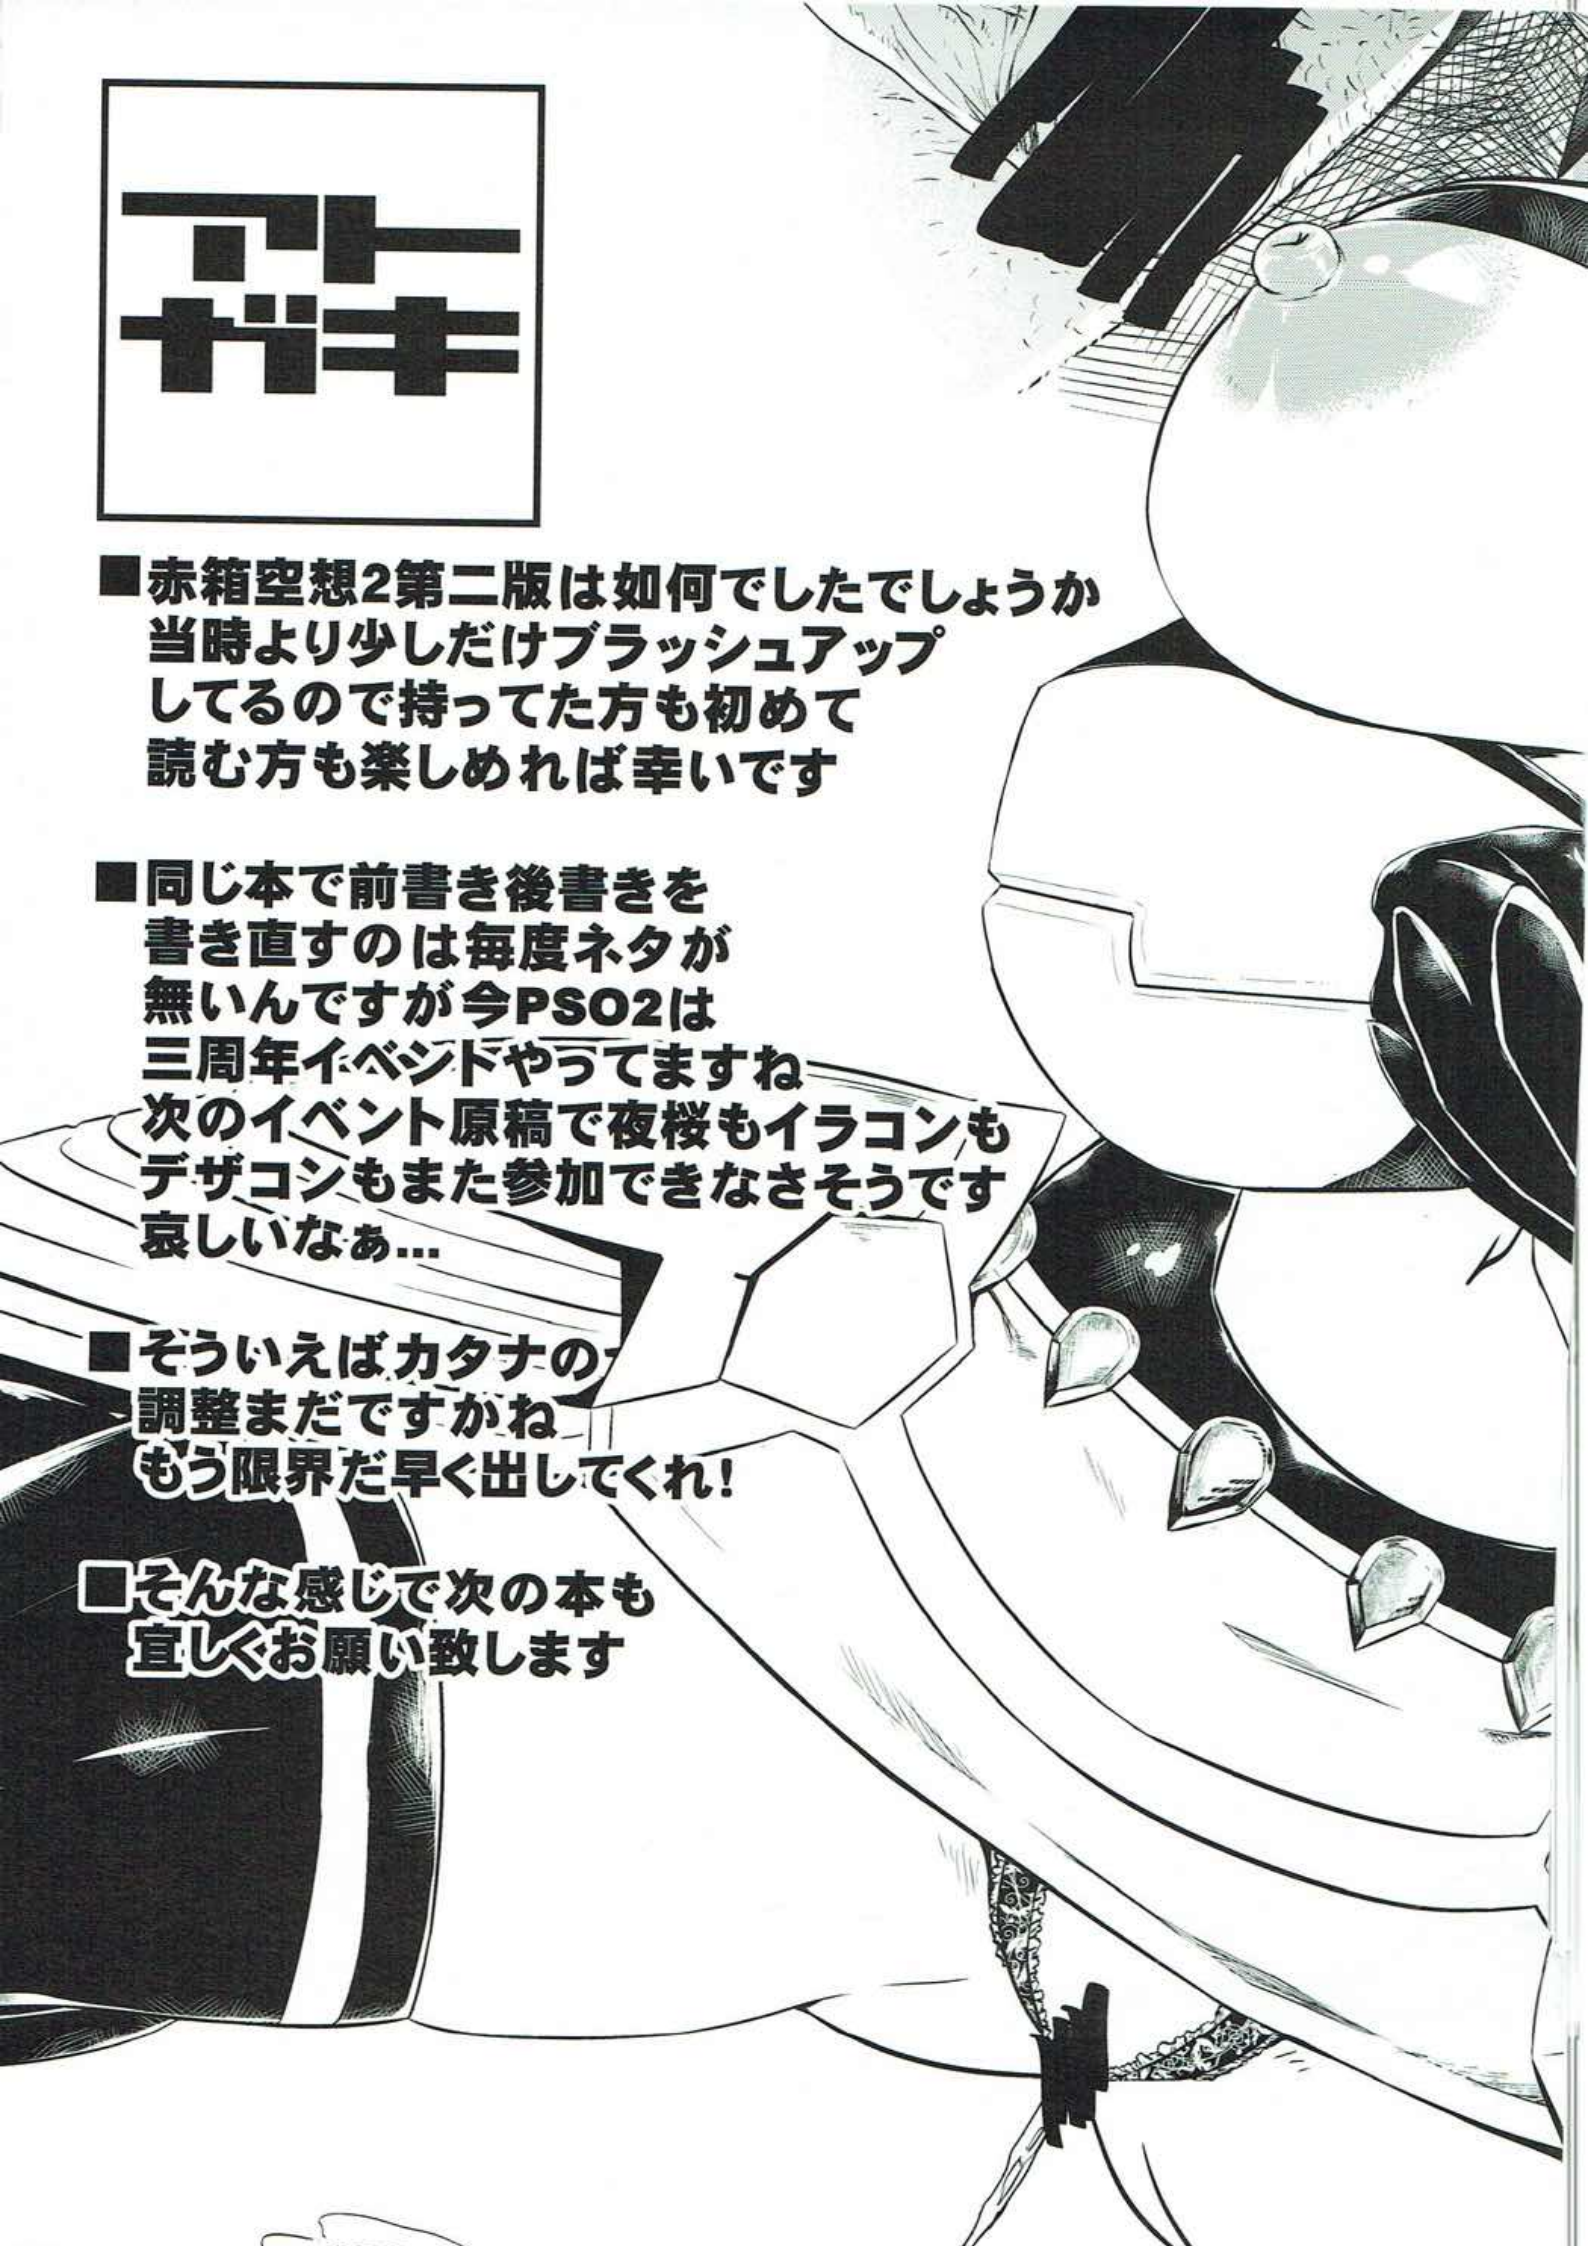 アト
ガキ
■赤箱空想2第二版は如何でしたでしょうか
当時より少しだけブラッシュアップ
してるので持ってた方も初めて
読む方も楽しめれば幸いです
■同じ本で前書き後書きを
書き直すのは毎度ネタが
無いんですが今PSO2は
三周年イベントやってますね
次のイベント原稿で夜桜もイラコンも
デザコンもまた参加できなさそうです
哀しいなぁ…
■そういえばカタナの
調整まだですかね
もう限界だ早く出してくれ！
■そんな感じで次の本も
宜しくお願い致します